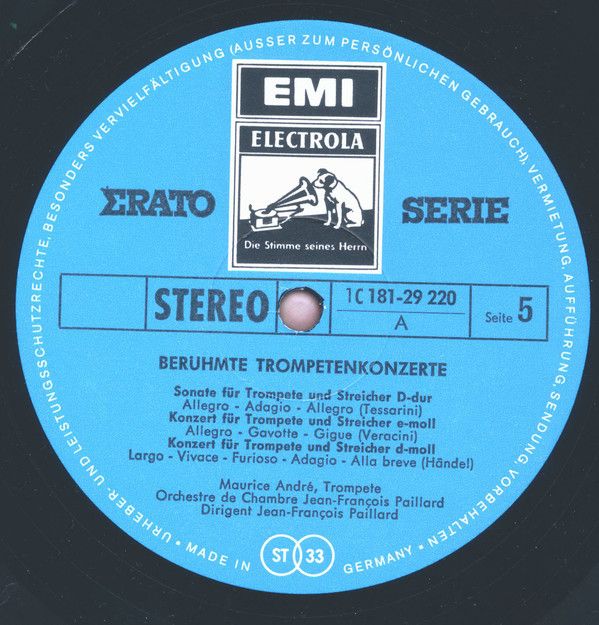 URHEBER- UND LEISTUNGSSCHUTZRECHTE, BESONDERS VERVIELFÄLTIGUNG (AUSSER ZUM PERSÖNLICHEN GEBRAUCH), VERMIETUNG, AUFFÜHRUNG, SENDUNG VORBEHALTEN * MADE IN GERMANY *
EMI
ELECTROLA
ΣRATO SERIE
Die Stimme seines Herrn
STEREO 1C 181-29 220 Seite 5
A
BERÜHMTE TROMPETENKONZERTE
Sonate für Trompete und Streicher D-dur
Allegro - Adagio - Allegro (Tessarini)
Konzert für Trompete und Streicher e-moll
Allegro - Gavotte - Gigue (Veracini)
Konzert für Trompete und Streicher d-moll
Largo - Vivace - Furioso - Adagio - Alla breve (Händel)
Maurice André, Trompete
Orchestre de Chambre Jean-François Paillard
Dirigent Jean-François Paillard
ST 33